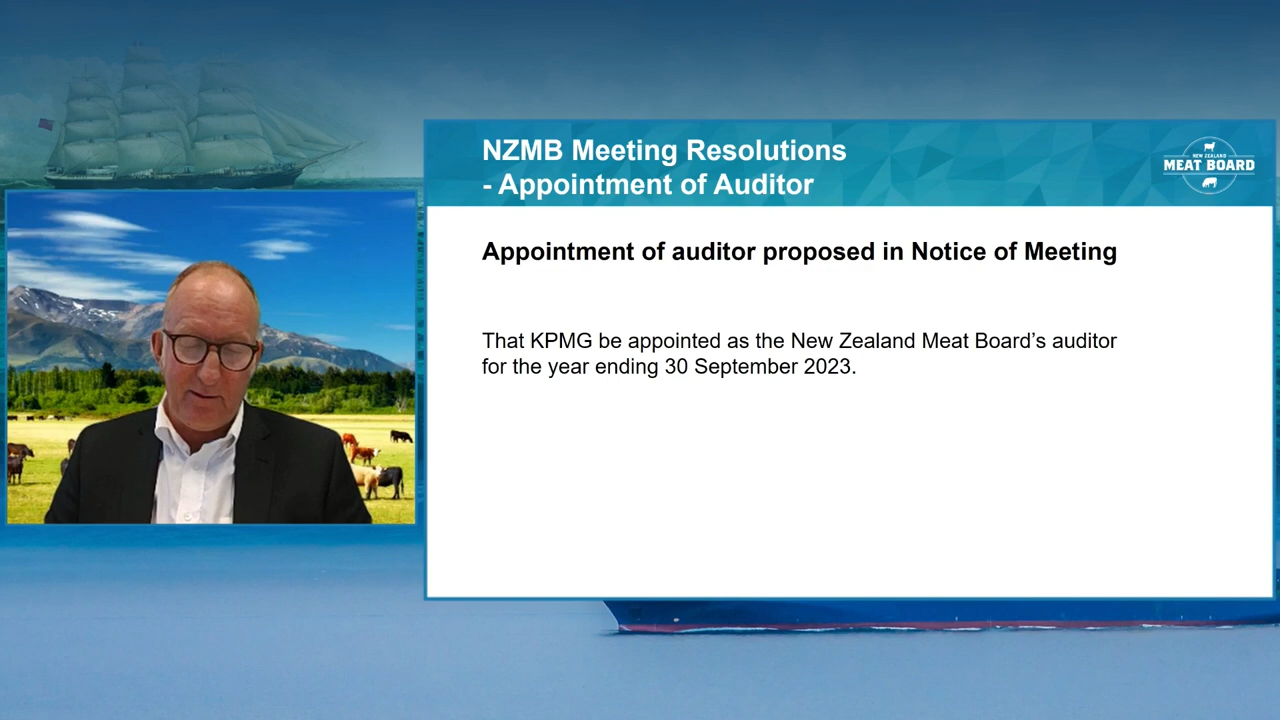 NZMB Meeting Resolutions
- Appointment of Auditor
NEW ZEALAND
MEAT BOARD
Appointment of auditor proposed in Notice of Meeting
That KPMG be appointed as the New Zealand Meat Board’s auditor
for the year ending 30 September 2023.